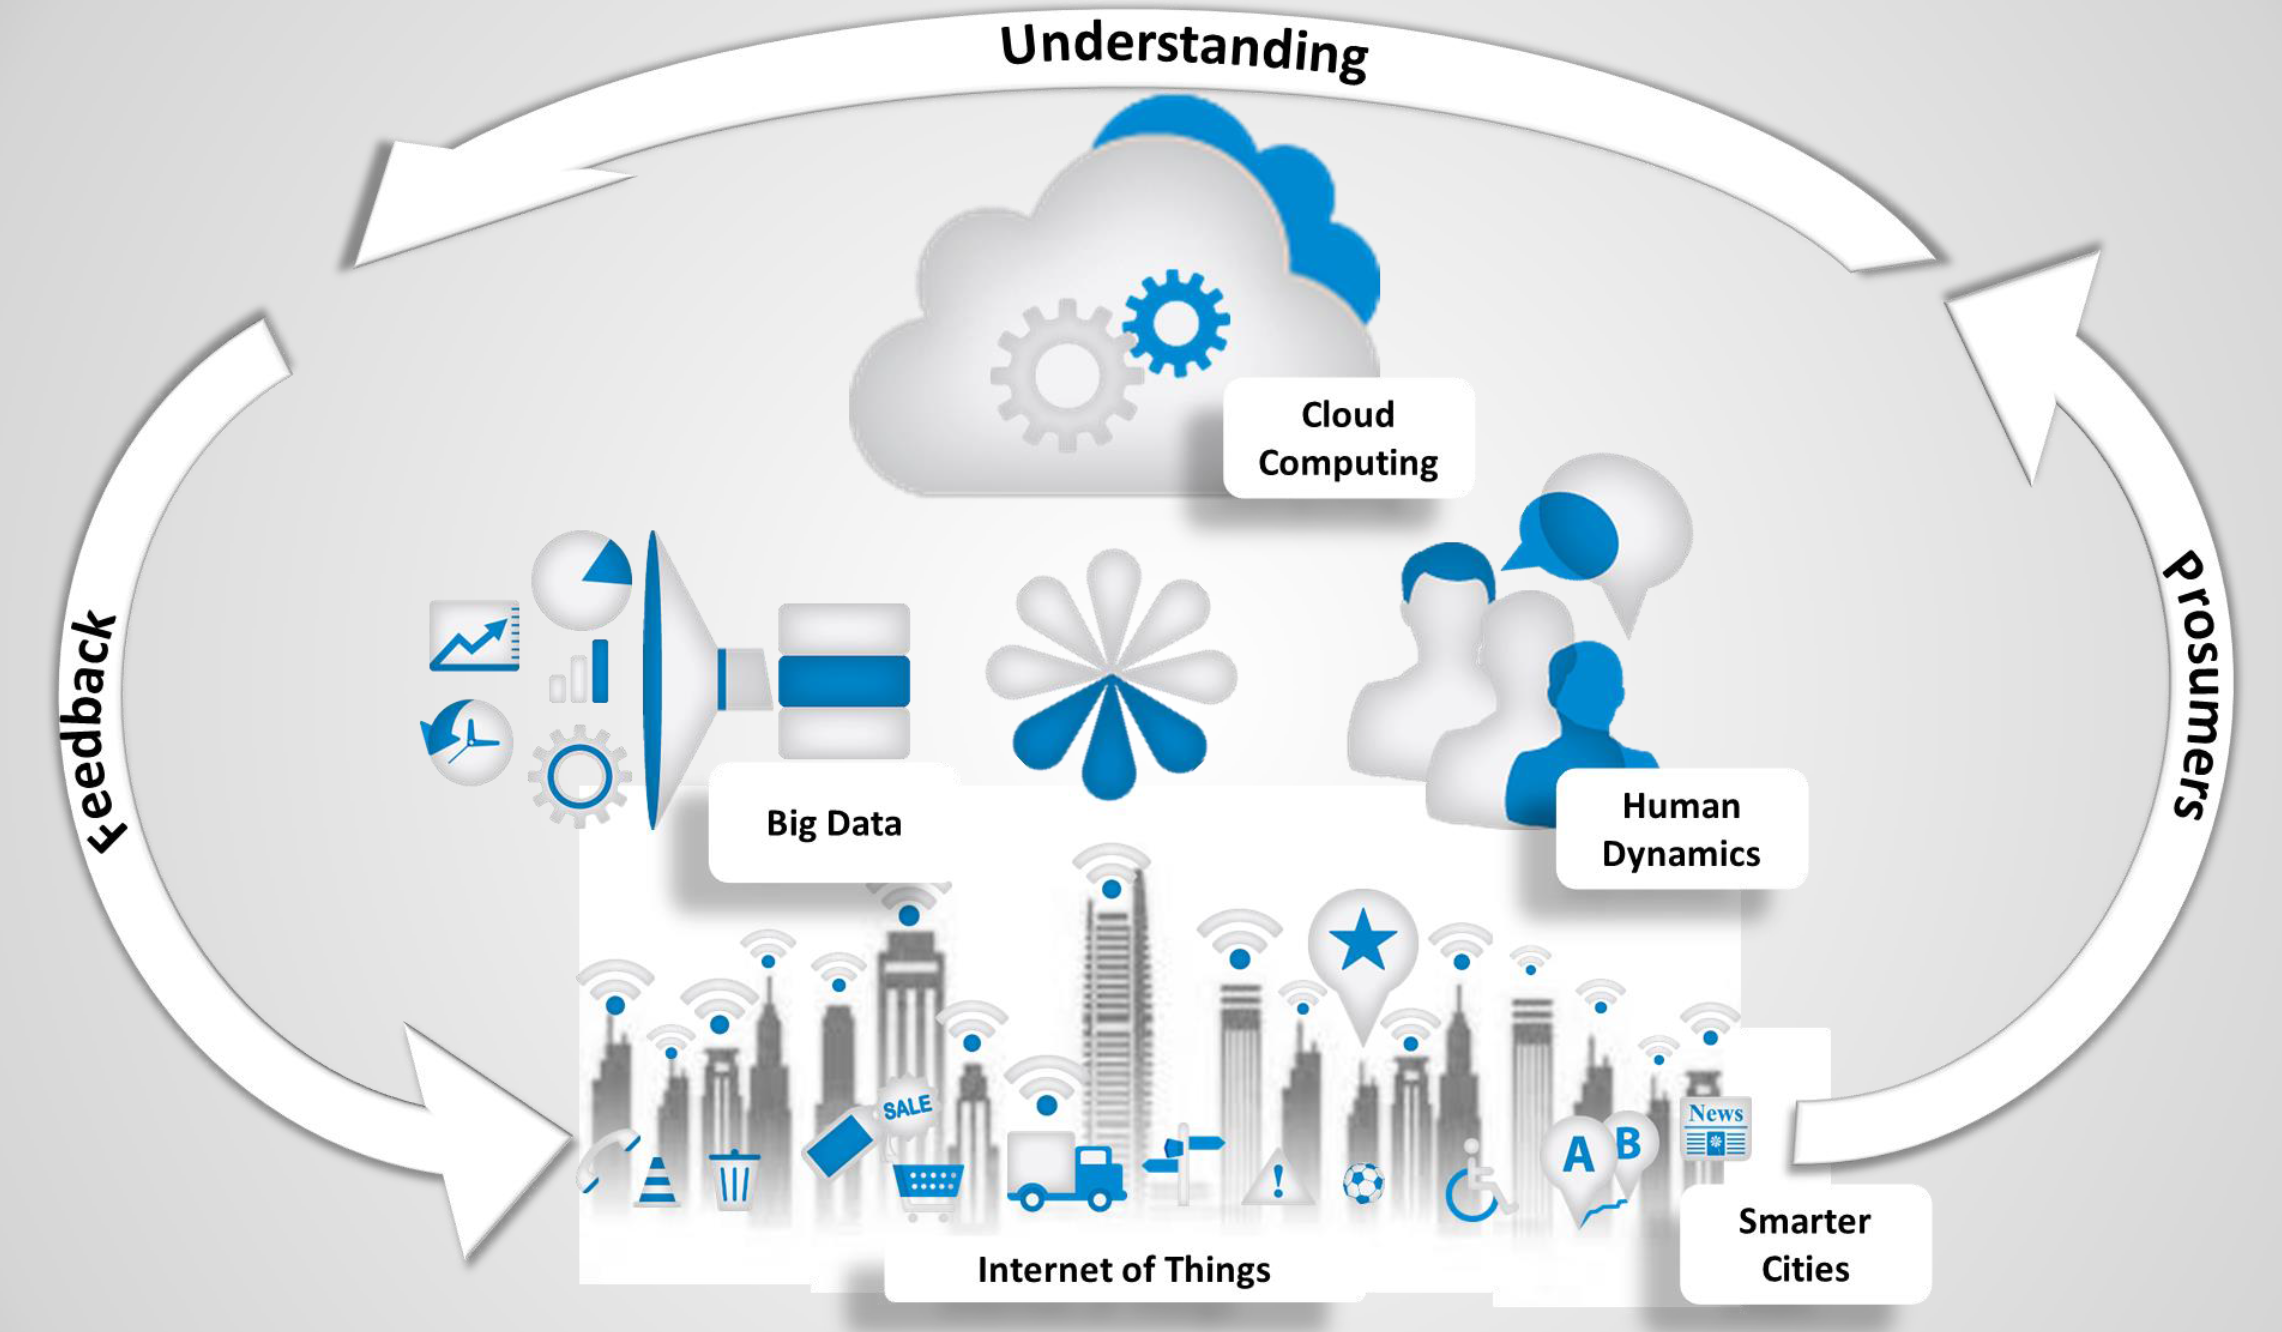 Understanding
Cloud
Computing
Prosumers
Feedback
Big Data
Human
Dynamics
SALE
A
B
News
Smarter
Cities
Internet of Things